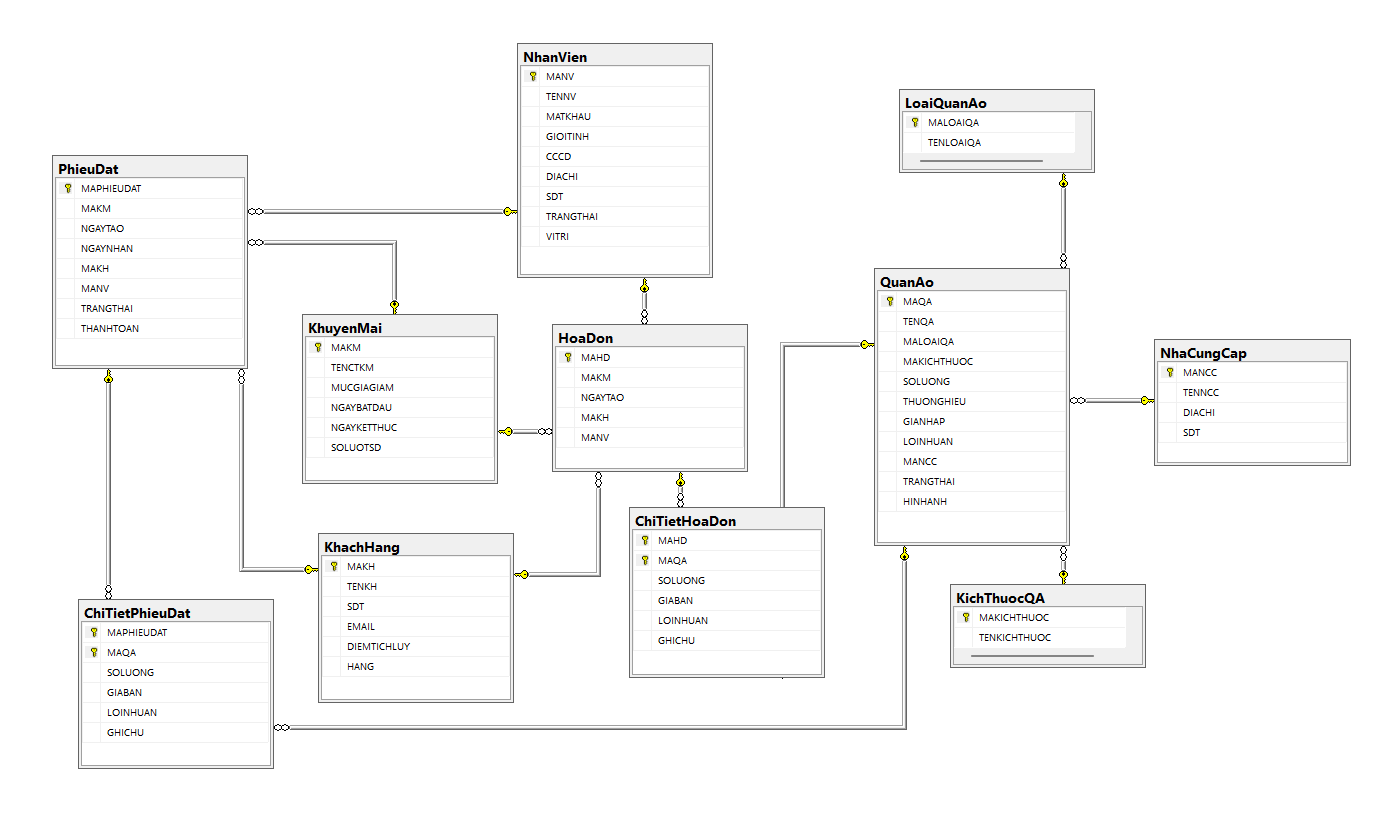 NhanVien
MANV
TENNV
MATKHAU
GIOITINH
CCCD
DIACHI
SDT
TRANGTHAI
VITRI
LoaiQuanAo
MALOAIQA
TENLOAIQA
PhieuDat
MAPHIEUDAT
MAKM
NGAYTAO
NGAYNHAN
MAKH
MANV
TRANGTHAI
THANHTOAN
QuanAo
MAQA
TENQA
MALOAIQA
MAKICHTHUOC
SOLUONG
THUONGHIEU
GIANHAP
LOINHUAN
MANCC
TRANGTHAI
HINHANH
KhuyenMai
MAKM
TENCTKM
MUCGIAGIAM
NGAYBATDAU
NGAYKETTHUC
SOLUOTSD
HoaDon
MAHD
MAKM
NGAYTAO
MAKH
MANV
NhaCungCap
MANCC
TENNCC
DIACHI
SDT
ChiTietHoaDon
MAHD
MAQA
SOLUONG
GIABAN
LOINHUAN
GHICHU
KhachHang
MAKH
TENKH
SDT
EMAIL
DIEMTICHLUY
HANG
KichThuocQA
MAKICHTHUOC
TENKICHTHUOC
ChiTietPhieuDat
MAPHIEUDAT
MAQA
SOLUONG
GIABAN
LOINHUAN
GHICHU